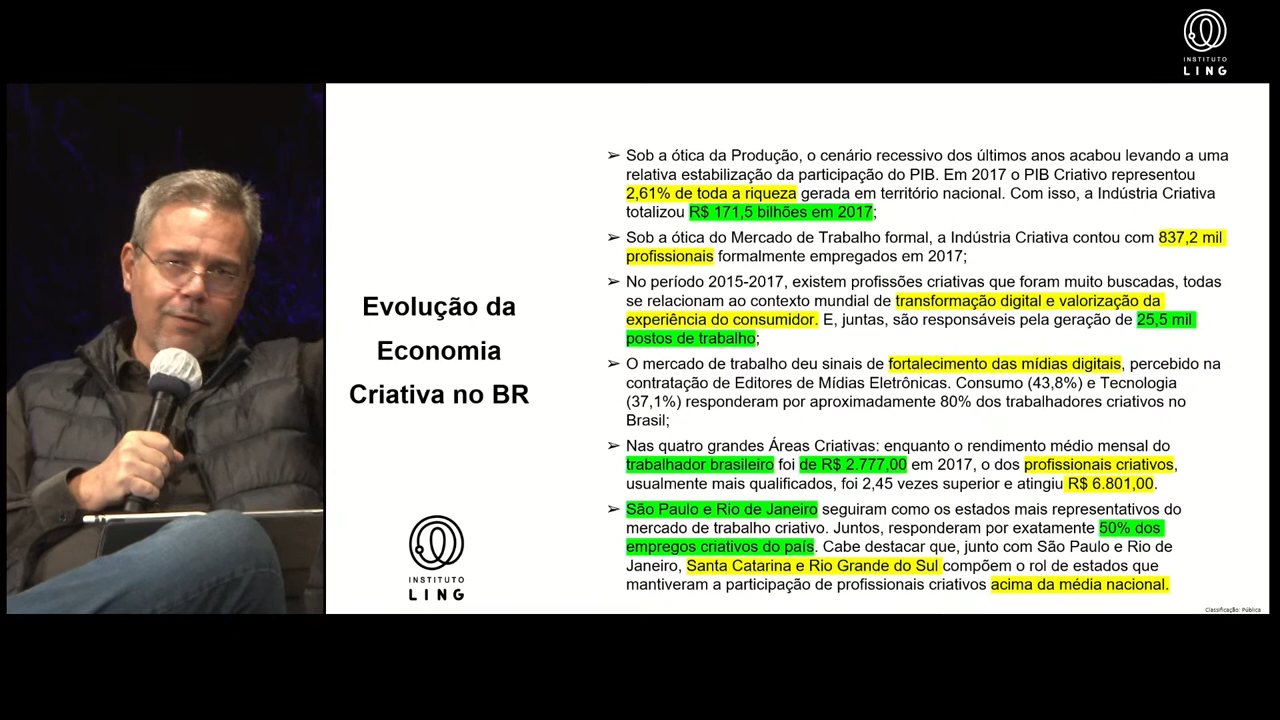 INSTITUTO
LING
Evolução da
Economia
Criativa no BR
INSTITUTO
LING
➢ Sob a ótica da Produção, o cenário recessivo dos últimos anos acabou levando a uma
relativa estabilização da participação do PIB. Em 2017 o PIB Criativo representou
2,61% de toda a riqueza gerada em território nacional. Com isso, a Indústria Criativa
totalizou R$ 171,5 bilhões em 2017;
➢ Sob a ótica do Mercado de Trabalho formal, a Indústria Criativa contou com 837,2 mil
profissionais formalmente empregados em 2017;
➢ No período 2015-2017, existem profissões criativas que foram muito buscadas, todas
se relacionam ao contexto mundial de transformação digital e valorização da
experiência do consumidor. E, juntas, são responsáveis pela geração de 25,5 mil
postos de trabalho;
➢ O mercado de trabalho deu sinais de fortalecimento das mídias digitais, percebido na
contratação de Editores de Mídias Eletrônicas. Consumo (43,8%) e Tecnologia
(37,1%) responderam por aproximadamente 80% dos trabalhadores criativos no
Brasil;
➢ Nas quatro grandes Áreas Criativas: enquanto o rendimento médio mensal do
trabalhador brasileiro foi de R$ 2.777,00 em 2017, o dos profissionais criativos,
usualmente mais qualificados, foi 2,45 vezes superior e atingiu R$ 6.801,00.
➢ São Paulo e Rio de Janeiro seguiram como os estados mais representativos do
mercado de trabalho criativo. Juntos, responderam por exatamente 50% dos
empregos criativos do país. Cabe destacar que, junto com São Paulo e Rio de
Janeiro, Santa Catarina e Rio Grande do Sul compõem o rol de estados que
mantiveram a participação de profissionais criativos acima da média nacional.
Classificação: Pública